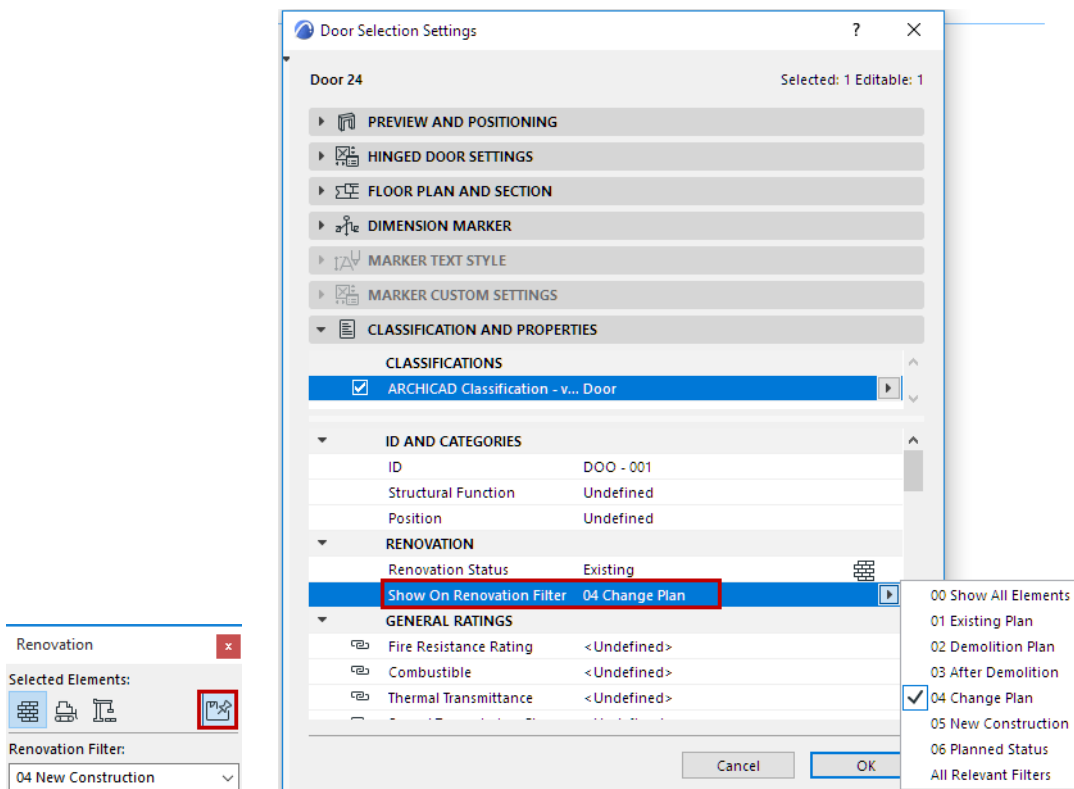 Door Selection Settings ? ×
Door 24 Selected: 1 Editable: 1
PREVIEW AND POSITIONING
HINGED DOOR SETTINGS
FLOOR PLAN AND SECTION
DIMENSION MARKER
MARKER TEXT STYLE
MARKER CUSTOM SETTINGS
CLASSIFICATION AND PROPERTIES
CLASSIFICATIONS
ARCHICAD Classification - v... Door
ID AND CATEGORIES
ID DOO - 001
Structural Function Undefined
Position Undefined
RENOVATION
Renovation Status Existing
Show On Renovation Filter 04 Change Plan
GENERAL RATINGS
Fire Resistance Rating <Undefined>
Combustible <Undefined>
Thermal Transmittance <Undefined>
Cancel OK
00 Show All Elements
01 Existing Plan
02 Demolition Plan
03 After Demolition
04 Change Plan
05 New Construction
06 Planned Status
All Relevant Filters
Renovation x
Selected Elements:
Renovation Filter:
04 New Construction